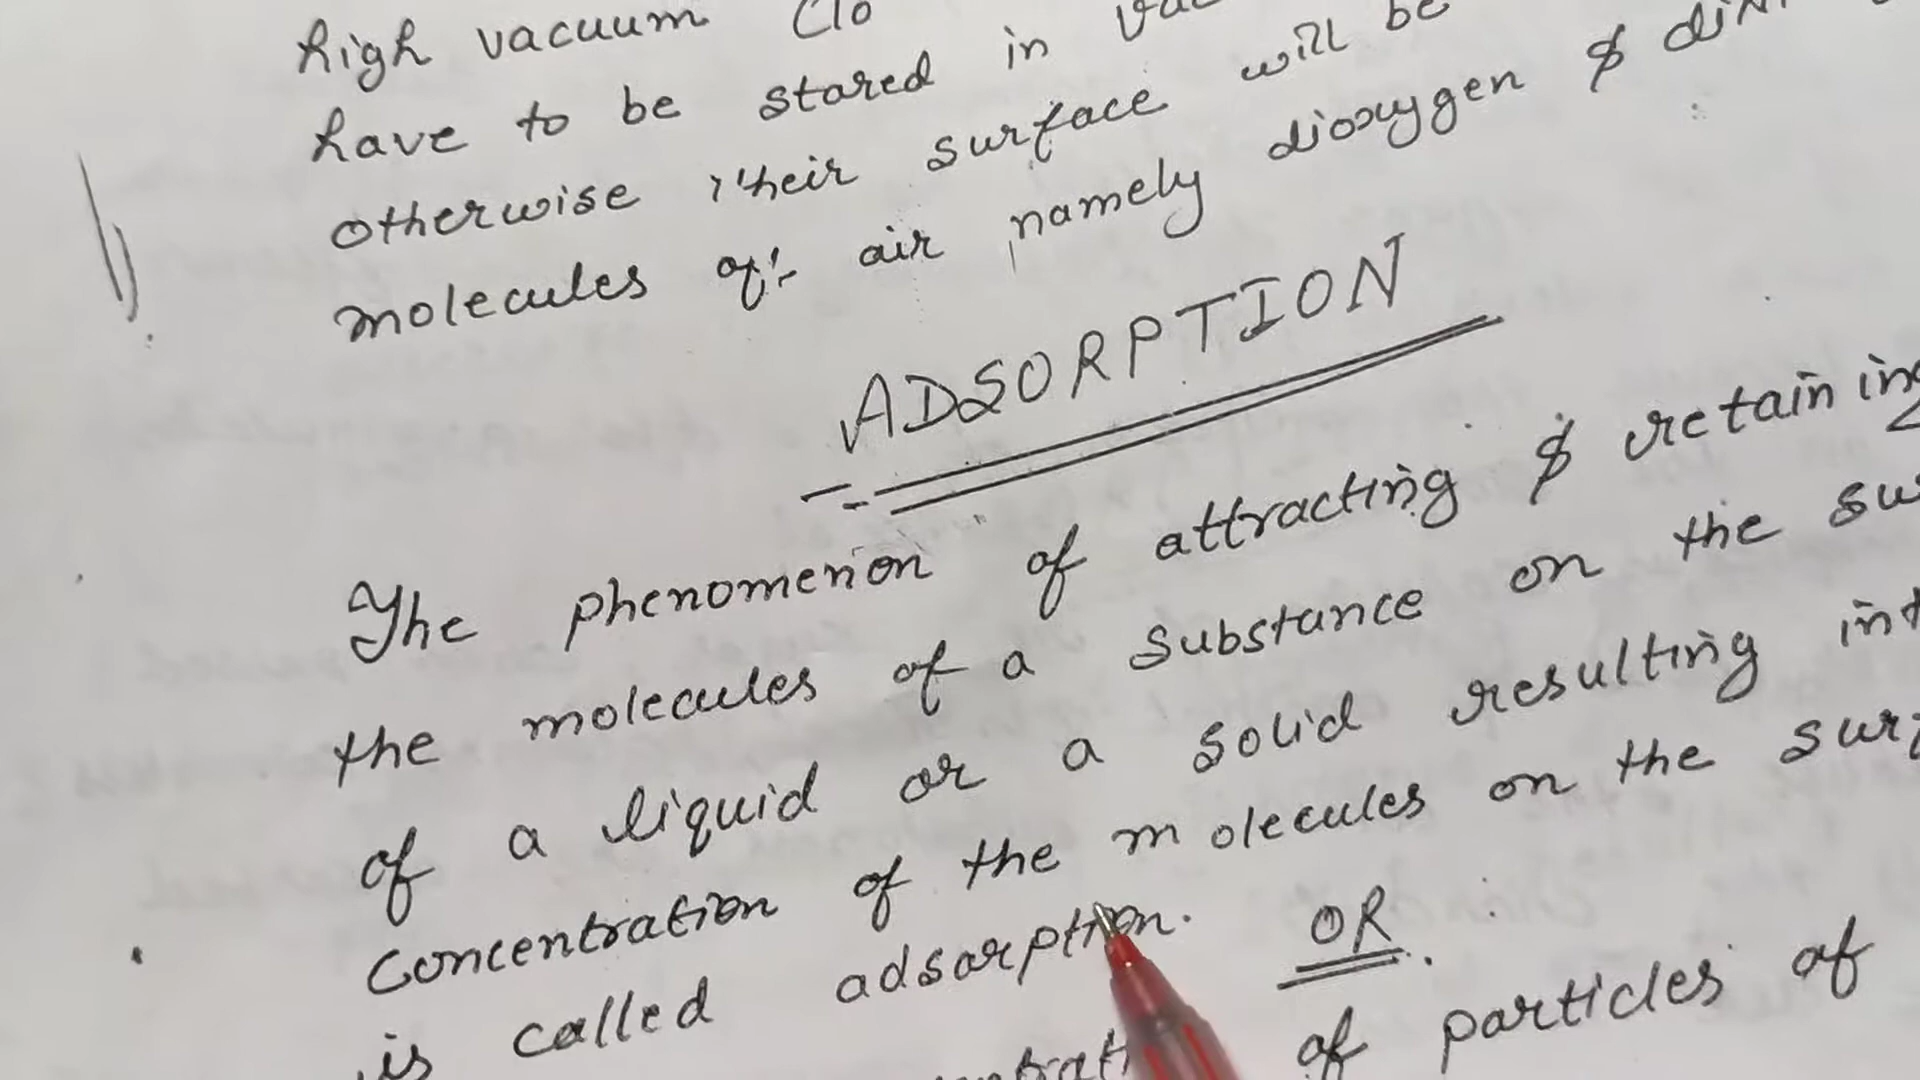 high vacuum
have to be stored in
otherwise their surface will be
molecules of air namely dioxygen &
ADSORPTION
The phenomenon of attracting & retaining
the molecules of a substance on the
of a liquid or a solid resulting
Concentration of the molecules on the
is called adsorption. OR
of particles of